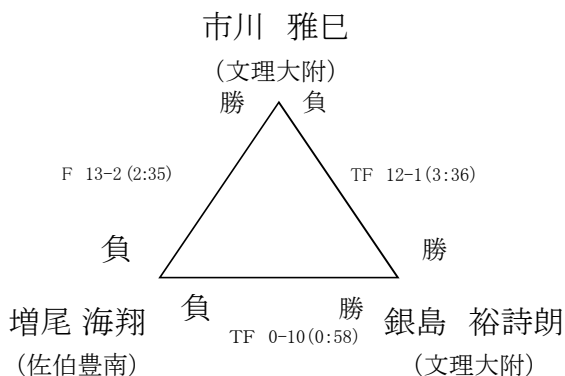 市川 雅巳
(文理大附)
勝 負
F 13-2 (2:35)
TF 12-1(3:36)
負 勝
負 勝
TF 0-10(0:58)
増尾 海翔 銀島 裕詩朗
(佐伯豊南) (文理大附)